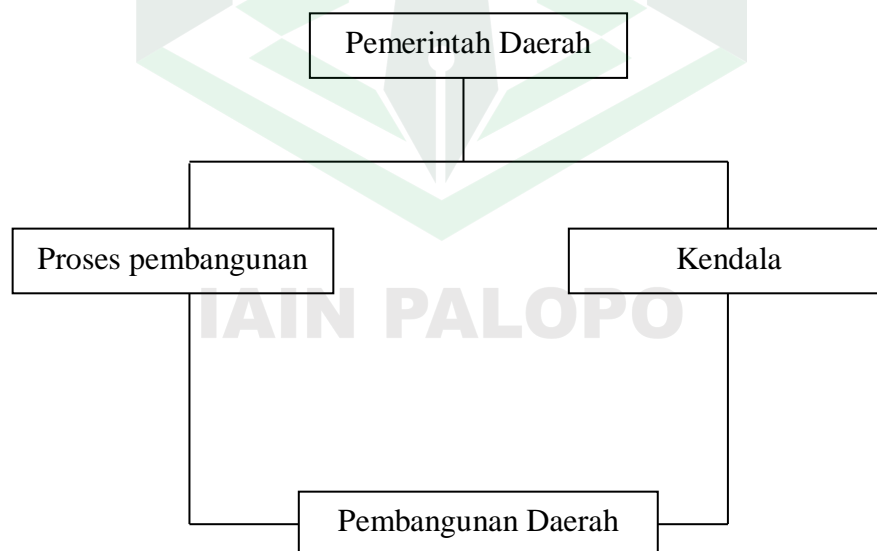 Pemerintah Daerah
Proses pembangunan
Kendala
IAIN PALOPO
Pembangunan Daerah